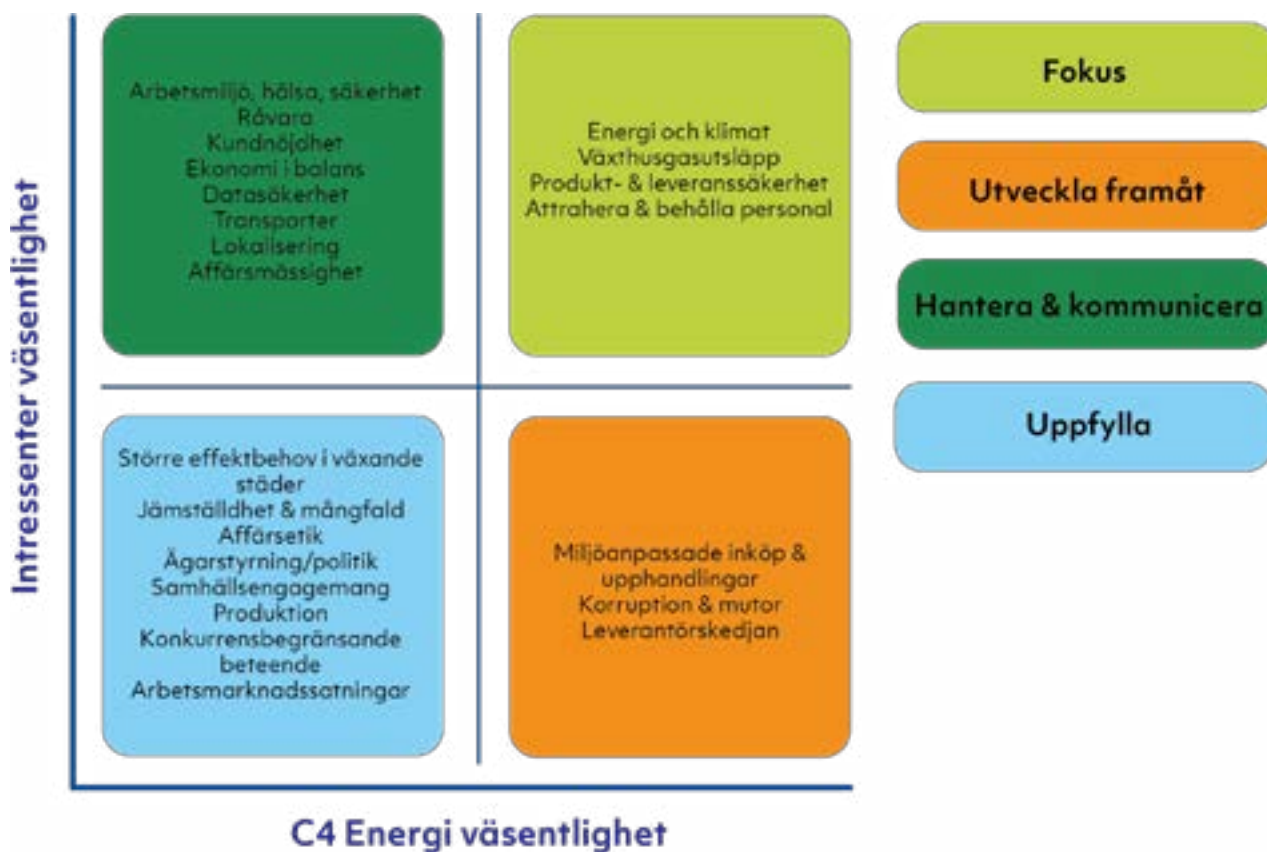 Intressenter väsentlighet
Arbetsmiljö, hälsa, säkerhet
Råvara
Kundnöjdhet
Ekonomi i balans
Datasäkerhet
Transporter
Lokalisering
Affärsmässighet
Energi och klimat
Växthusgasutsläpp
Produkt- & leveranssäkerhet
Attrahera & behålla personal
Större effektbehov i växande
städer
Jämställdhet & mångfald
Affärsetik
Ägarstyrning/politik
Samhällsengagemang
Produktion
Konkurrensbegränsande
beteende
Arbetsmarknadssatningar
Miljöanpassade inköp &
upphandlingar
Korruption & mutor
Leverantörskedjan
C4 Energi väsentlighet
Fokus
Utveckla framåt
Hantera & kommunicera
Uppfylla